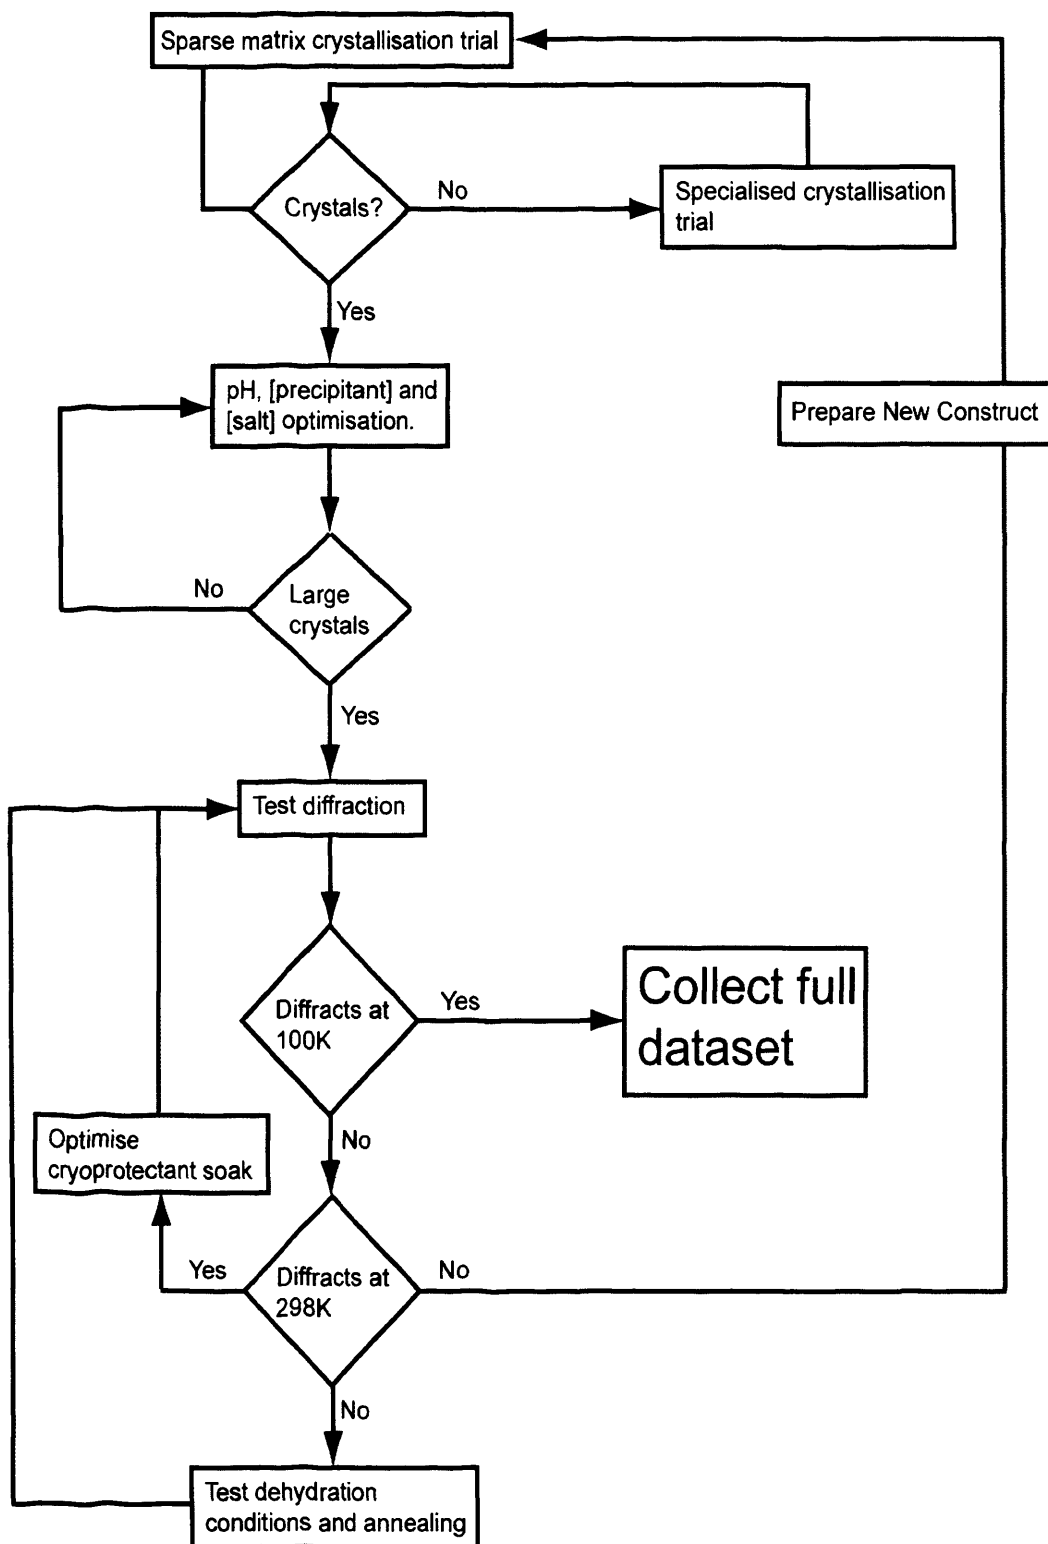 Sparse matrix crystallisation trial
Crystals?
No
Specialised crystallisation
trial
Yes
pH, [precipitant] and
[salt] optimisation.
Prepare New Construct
No
Large
crystals
Yes
Test diffraction
Diffracts at
100K
Yes
Collect full
dataset
No
Optimise
cryoprotectant soak
Yes
Diffracts at
298K
No
No
Test dehydration
conditions and annealing